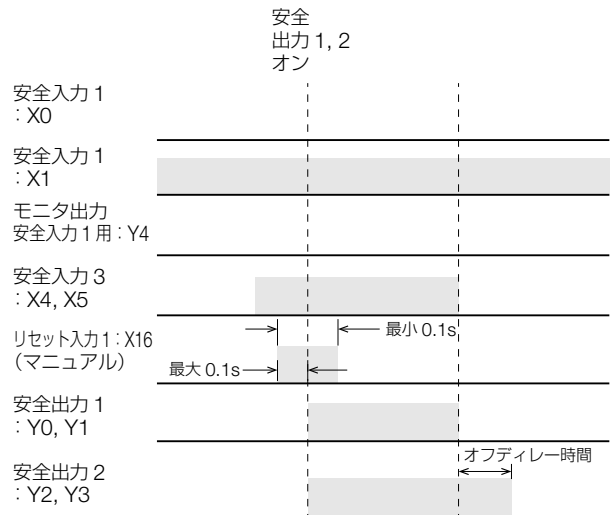 安全
出力 1, 2
オン
安全入力 1
: X0
安全入力 1
: X1
モニタ出力
安全入力 1 用 : Y4
安全入力 3
: X4, X5
最小 0.1s
リセット入力 1 : X16
(マニュアル)
最大 0.1s
安全出力 1
: Y0, Y1
オフディレー時間
安全出力 2
: Y2, Y3